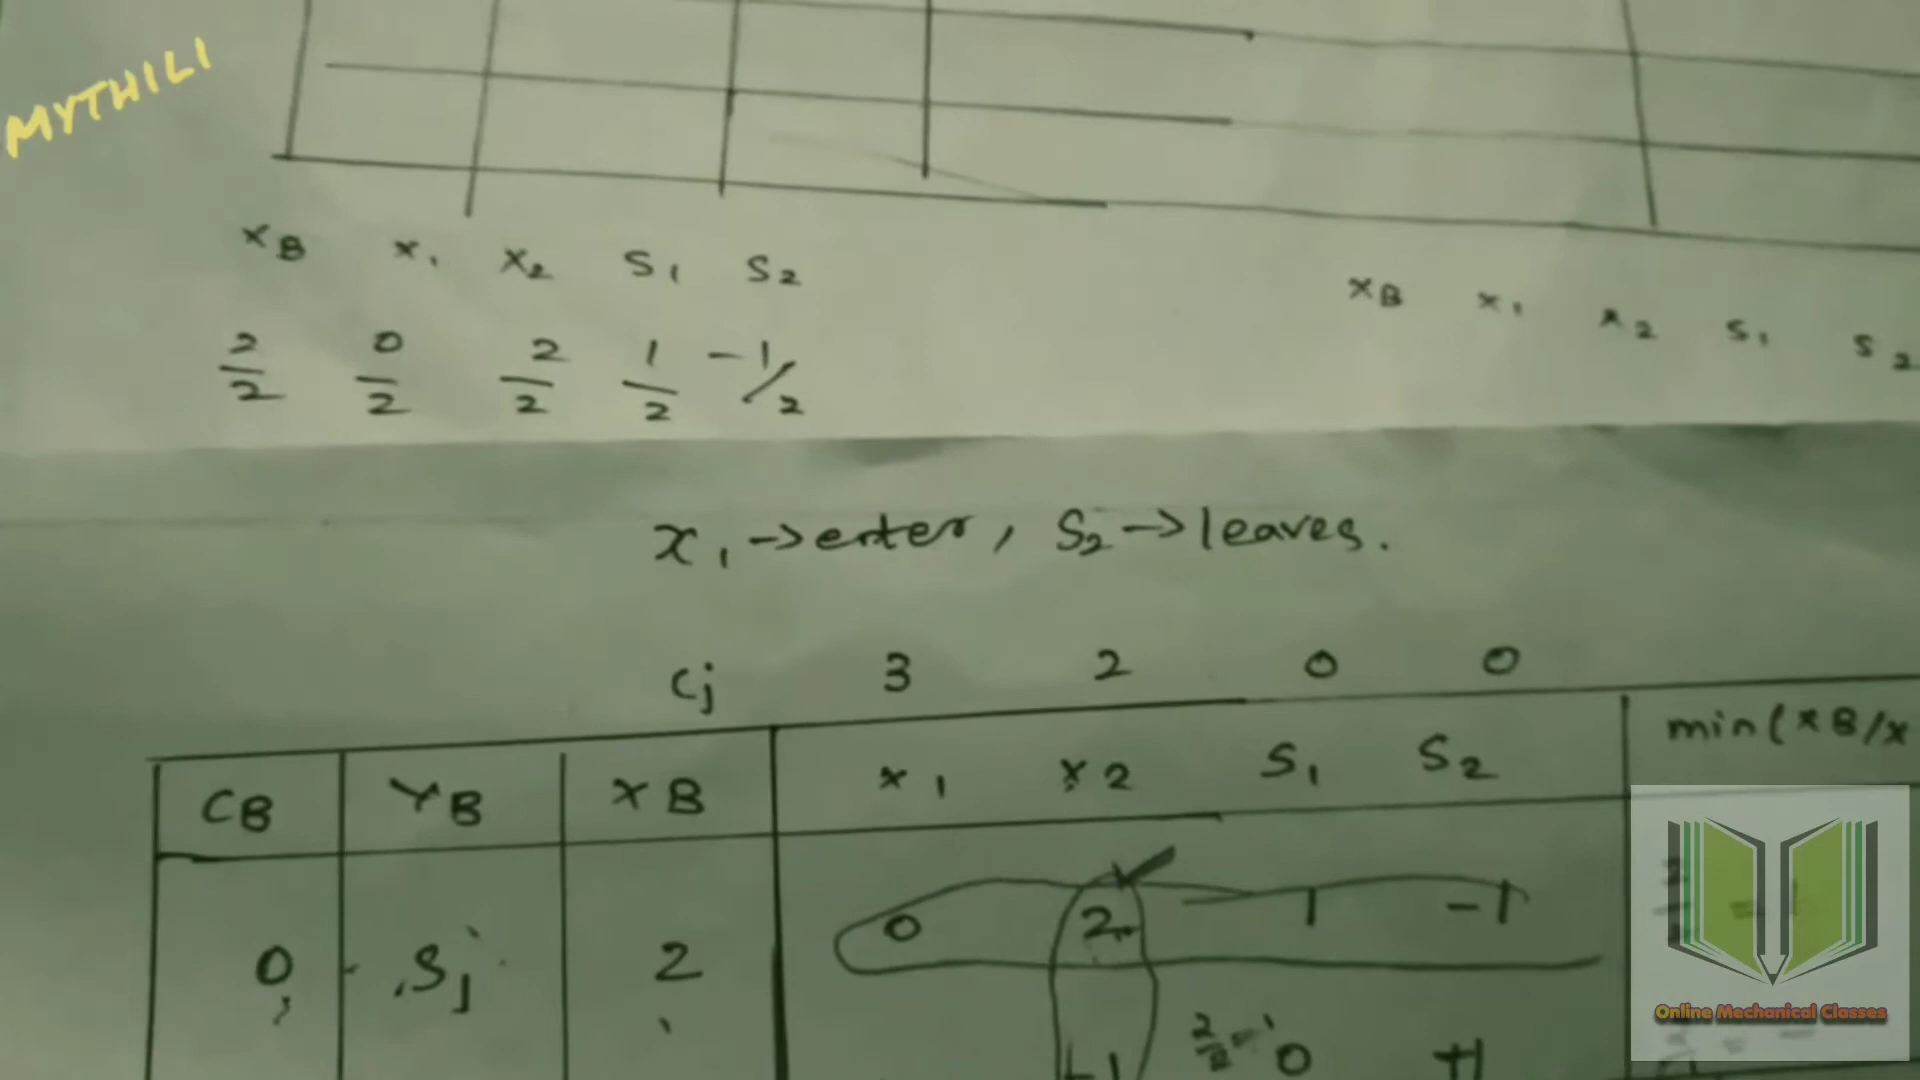 MYTHILI
XB x1 x2 S1 S2
XB x1 x2 S1 S2
2/2 0/2 2/2 1/2 -1/2
x1 → enter, S2 → leaves.
Cj 3 2 0 0
CB YB XB x1 x2 S1 S2 min(XB/x
0 S1 2 0 2 1 -1
-1 0 +1
Online Mechanical Classes